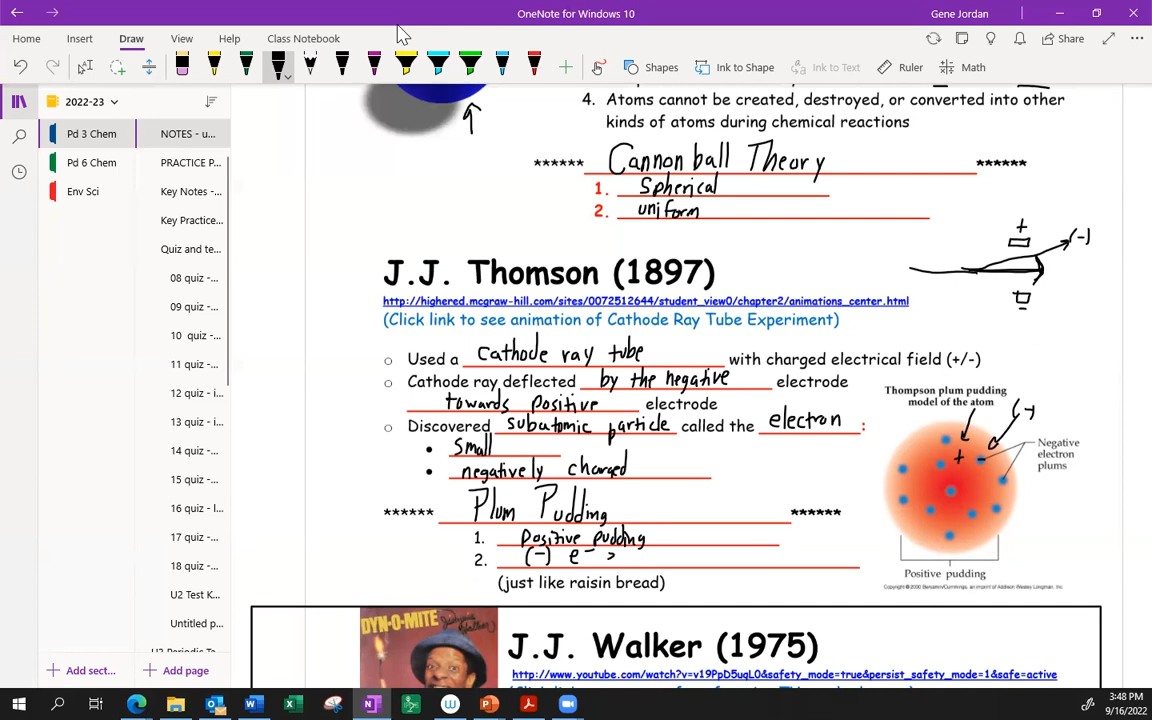 OneNote for Windows 10
Gene Jordan
Home Insert Draw View Help Class Notebook
Share
Shapes Ink to Shape Ink to Text Ruler Math
2022-23
Pd 3 Chem
Pd 6 Chem
Env Sci
NOTES - u...
PRACTICE P...
Key Notes -...
Key Practice...
Quiz and te...
08 quiz -...
09 quiz -...
10 quiz -...
11 quiz -...
12 quiz - i...
13 quiz - i...
14 quiz -...
15 quiz -...
16 quiz - l...
17 quiz -...
18 quiz -...
U2 Test K...
Untitled p...
Add sect...
Add page
4. Atoms cannot be created, destroyed, or converted into other
kinds of atoms during chemical reactions
****** Cannonball Theory ******
1. Spherical
2. uniform
+
(-)
J.J. Thomson (1897)
http://highered.mcgraw-hill.com/sites/0072512644/student_view0/chapter2/animations_center.html
(Click link to see animation of Cathode Ray Tube Experiment)
Used a cathode ray tube with charged electrical field (+/-)
Cathode ray deflected by the negative electrode
towards positive electrode
Discovered subatomic particle called the electron:
small
negatively charged
****** Plum Pudding ******
1. positive pudding
2. (-) e-
(just like raisin bread)
Thompson plum pudding
model of the atom
(-)
+
Negative
electron
plums
Positive pudding
DYN-O-MITE
J.J. Walker (1975)
http://www.youtube.com/watch?v=v19PpD5uqL0&safety_mode=true&persist_safety_mode=1&safe=active
3:48 PM
9/16/2022